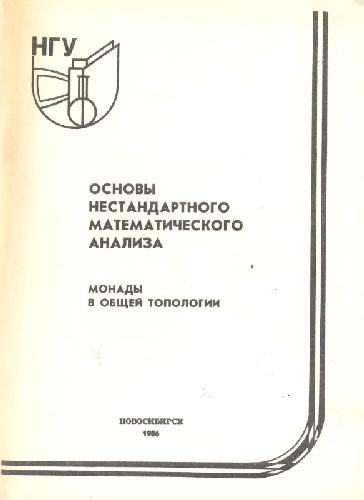 НГУ
ОСНОВЫ
НЕСТАНДАРТНОГО
МАТЕМАТИЧЕСКОГО
АНАЛИЗА
МОНАДЫ
В ОБЩЕЙ ТОПОЛОГИИ
НОВОСИБИРСК
1986